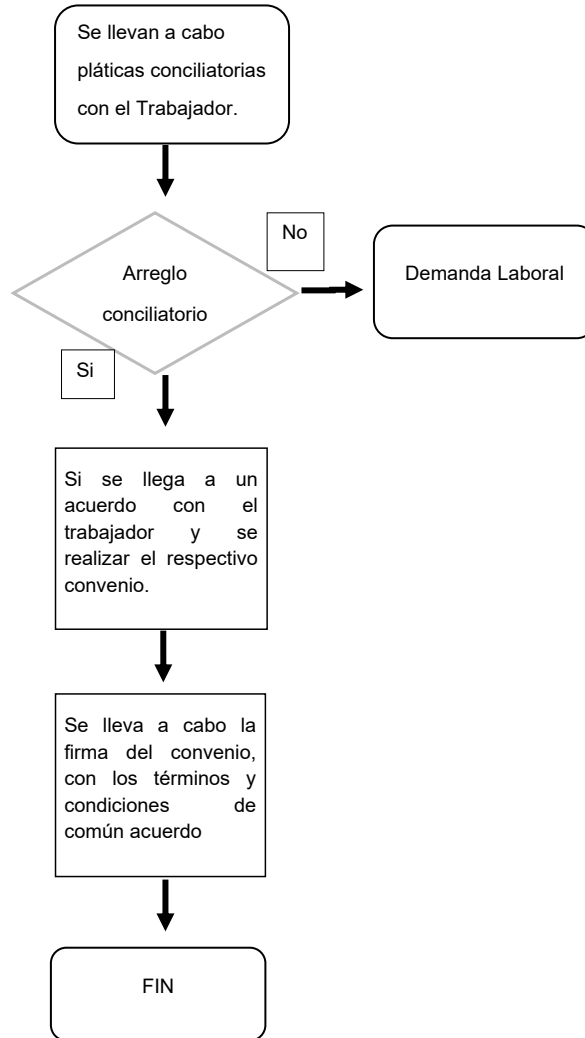 Se llevan a cabo
pláticas conciliatorias
con el Trabajador.
No
Arreglo
conciliatorio
Demanda Laboral
Si
Si se llega a un
acuerdo con el
trabajador y se
realizar el respectivo
convenio.
Se lleva a cabo la
firma del convenio,
con los términos y
condiciones de
común acuerdo
FIN